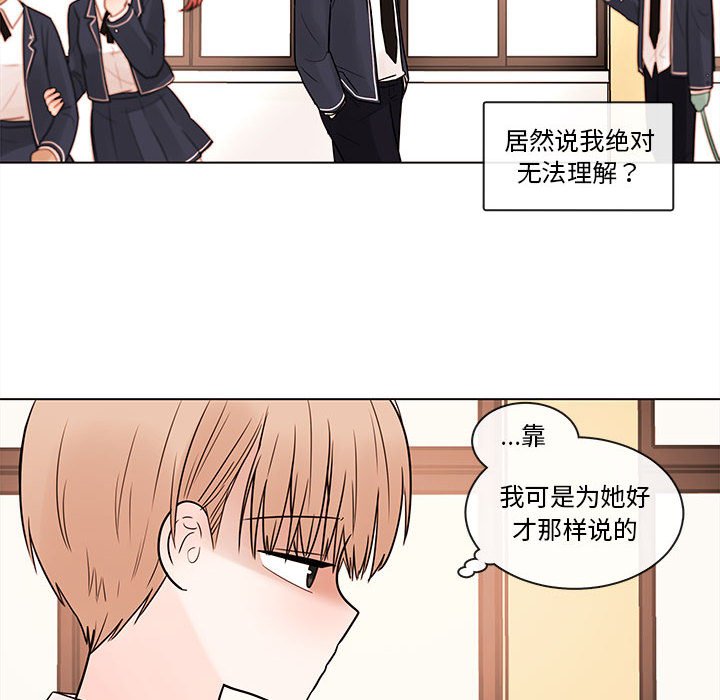 居然说我绝对
无法理解？
...靠
我可是为她好
才那样说的